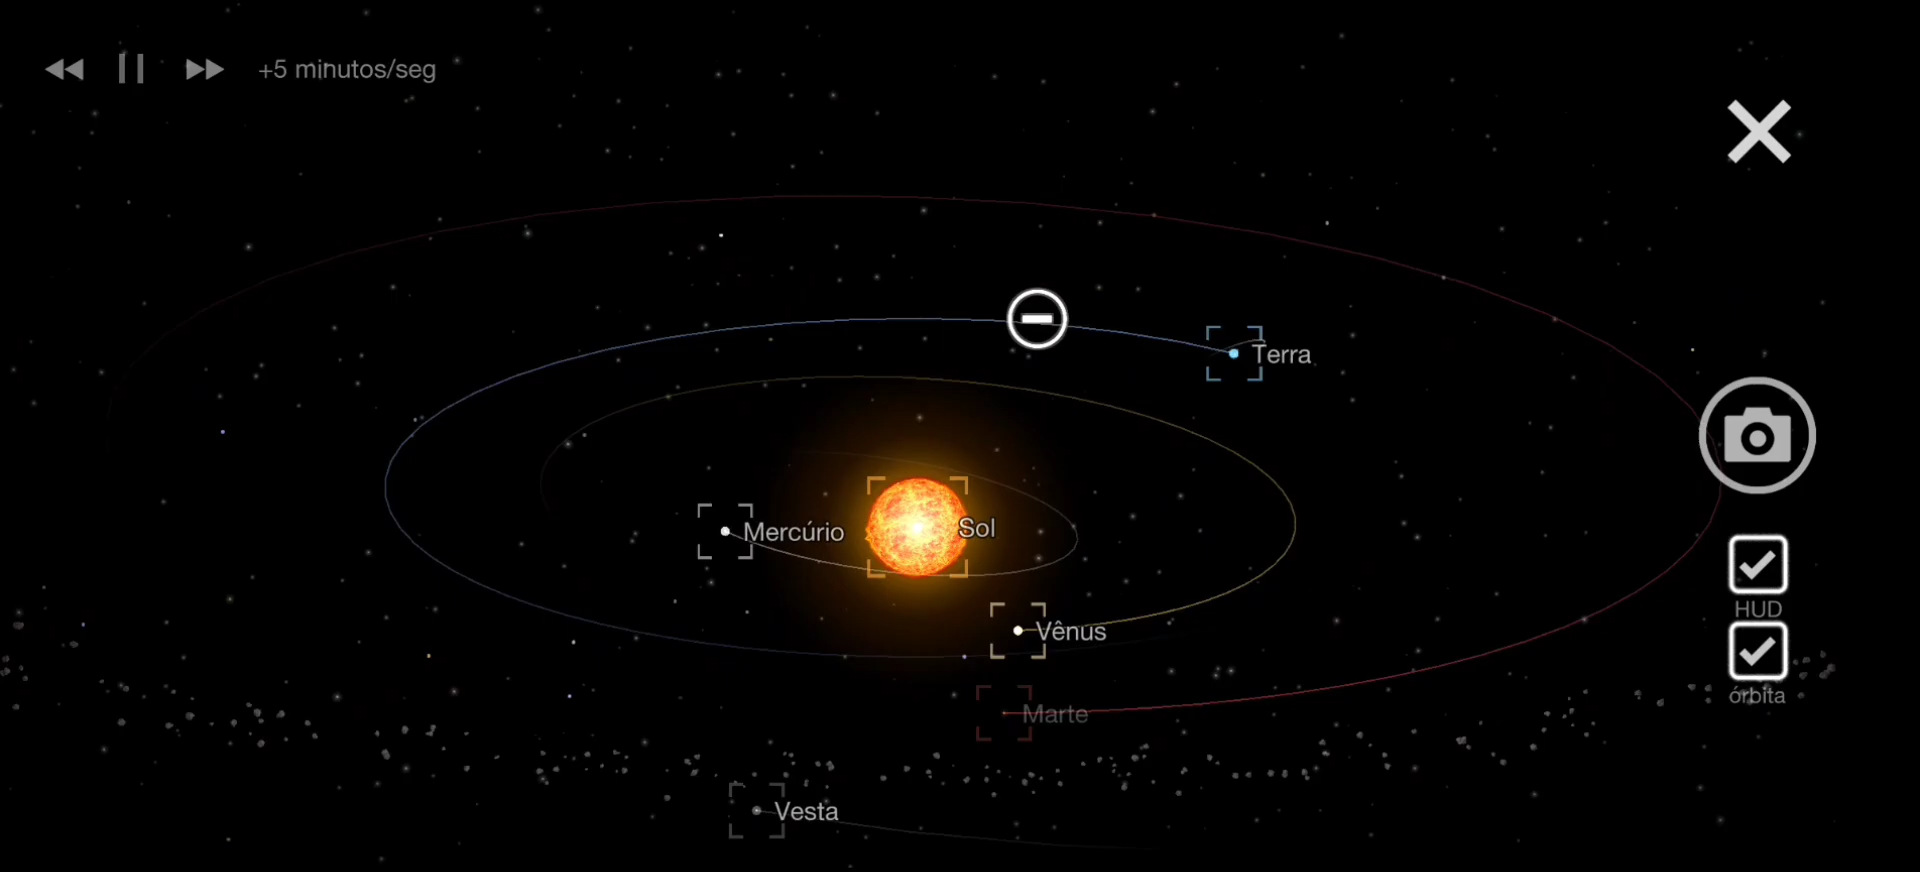 +5 minutos/seg
Terra
Mercúrio
Sol
Vênus
HUD
órbita
Marte
Vesta